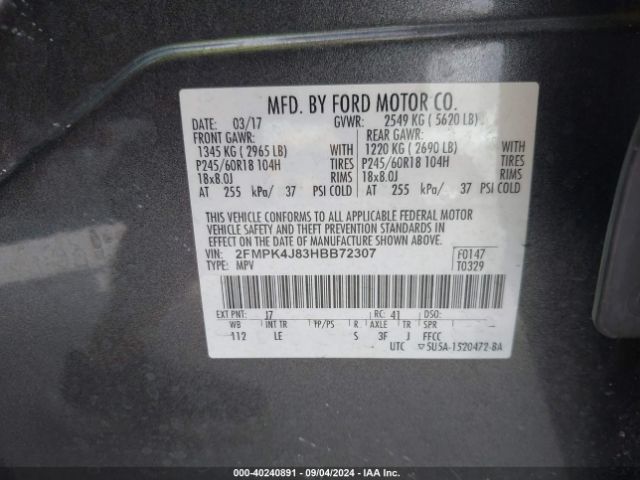 MFD. BY FORD MOTOR CO.
DATE: 03/17 GVWR: 2549 KG ( 5620 LB)
FRONT GAWR: REAR GAWR:
1345 KG ( 2965 LB) WITH 1220 KG ( 2690 LB) WITH
P245/60R18 104H TIRES P245/60R18 104H TIRES
18x8.0J RIMS 18x8.0J RIMS
AT 255 kPa/ 37 PSI COLD AT 255 kPa/ 37 PSI COLD
THIS VEHICLE CONFORMS TO ALL APPLICABLE FEDERAL MOTOR
VEHICLE SAFETY AND THEFT PREVENTION STANDARDS IN
EFFECT ON THE DATE OF MANUFACTURE SHOWN ABOVE.
VIN: 2FMPK4J83HBB72307 F0147
TYPE: MPV T0329
EXT PNT: J7 RC: 41 DSO:
WB INT TR TP/PS R AXLE TR SPR
112 LE S 3F J FFCC
UTC ▽5U5A-1520472-BA
000-40240891 - 09/04/2024 - IAA Inc.